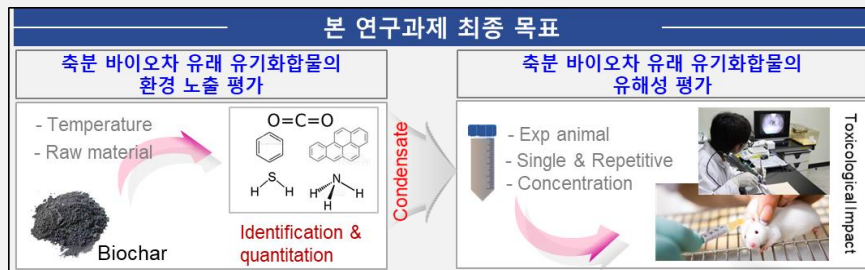 본 연구과제 최종 목표
축분 바이오차 유래 유기화합물의
환경 노출 평가
- Temperature
- Raw material
Biochar
O=C=O
S
H H
H N H
H
Identification &
quantitation
Condensate
축분 바이오차 유래 유기화합물의
유해성 평가
- Exp animal
- Single & Repetitive
- Concentration
Toxicological Impact